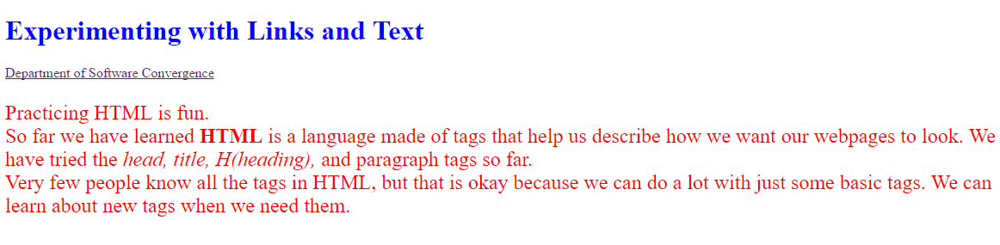 Experimenting with Links and Text
Department of Software Convergence
Practicing HTML is fun.
So far we have learned HTML is a language made of tags that help us describe how we want our webpages to look. We
have tried the head, title, H(heading), and paragraph tags so far.
Very few people know all the tags in HTML, but that is okay because we can do a lot with just some basic tags. We can
learn about new tags when we need them.